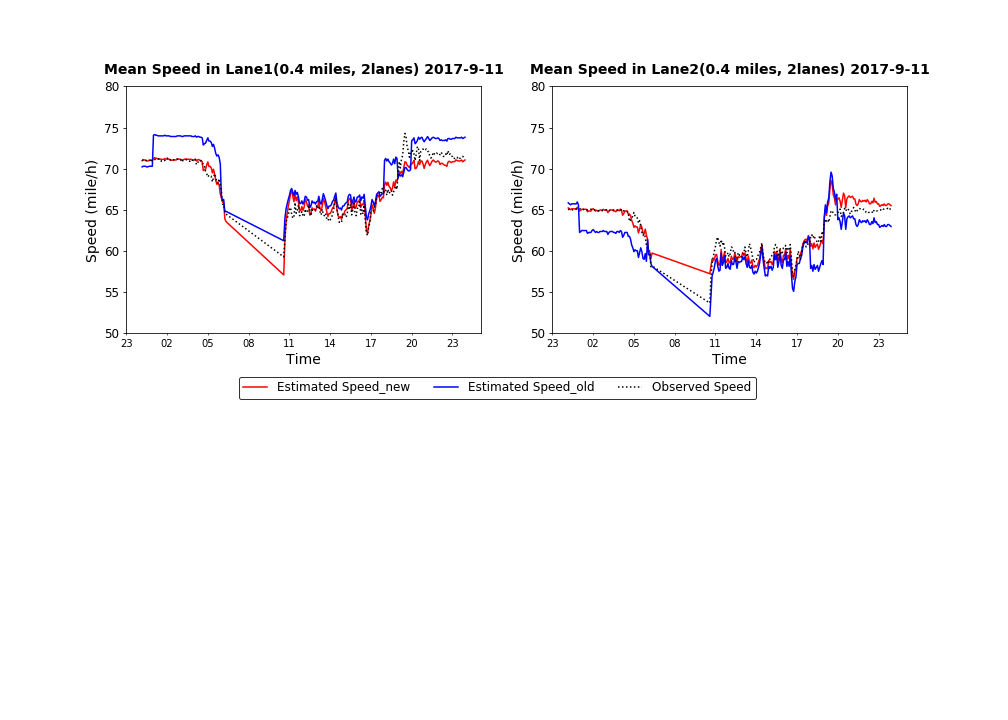 Mean Speed in Lane1(0.4 miles, 2lanes) 2017-9-11
80
75
70
65
60
55
50
Speed (mile/h)
23 02 05 08 11 14 17 20 23
Time
Mean Speed in Lane2(0.4 miles, 2lanes) 2017-9-11
80
75
70
65
60
55
50
Speed (mile/h)
23 02 05 08 11 14 17 20 23
Time
Estimated Speed_new Estimated Speed_old Observed Speed